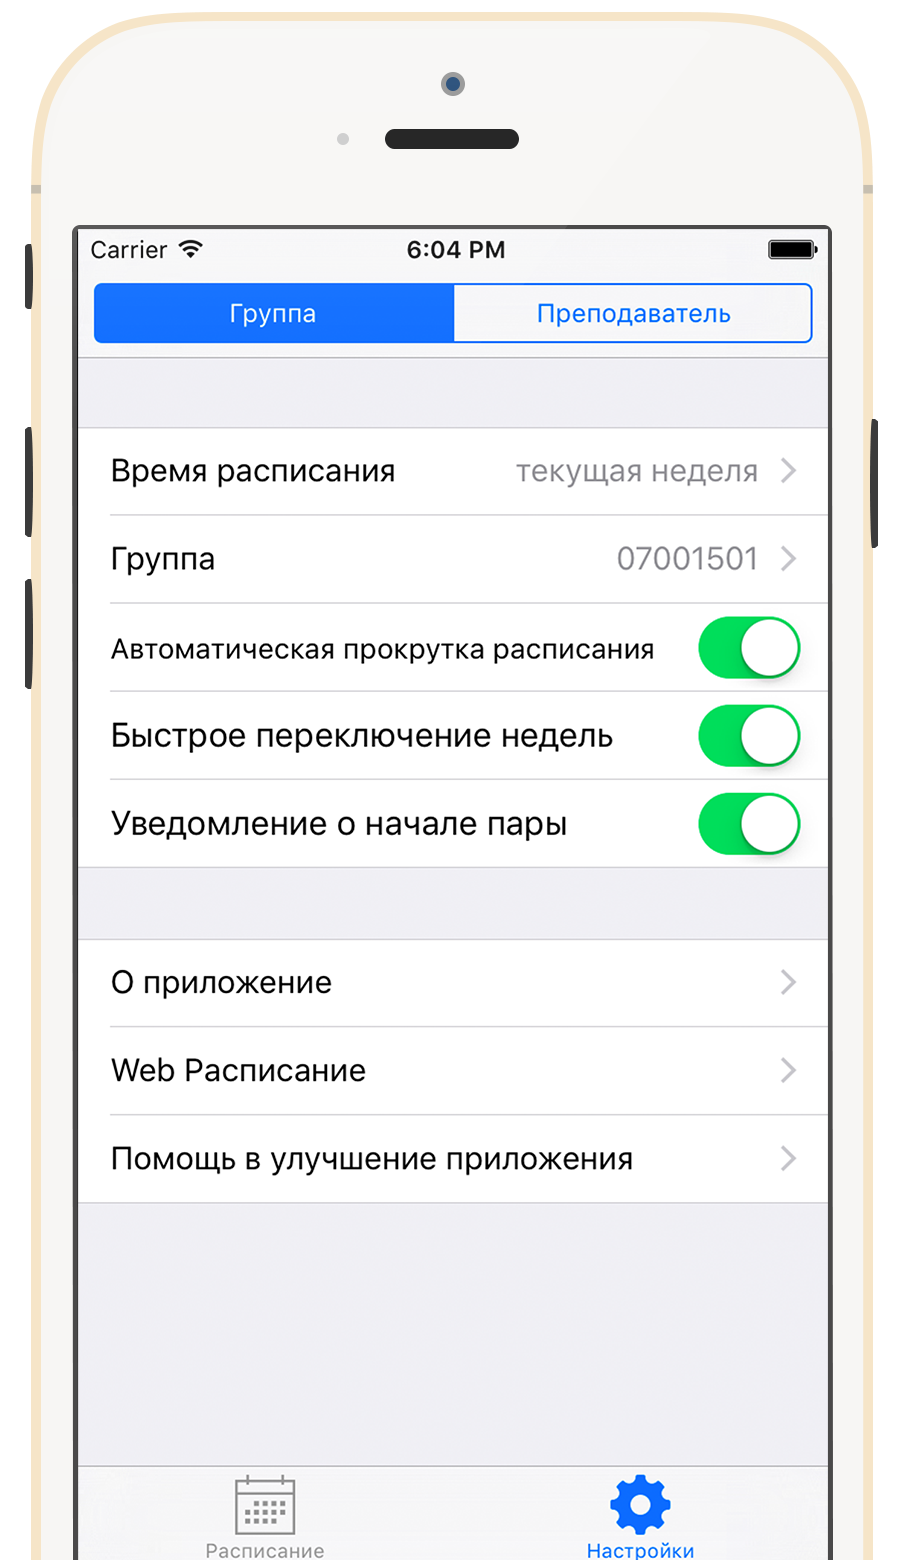 Carrier 6:04 PM
Группа Преподаватель
Время расписания текущая неделя
Группа 07001501
Автоматическая прокрутка расписания
Быстрое переключение недель
Уведомление о начале пары
О приложение
Web Расписание
Помощь в улучшение приложения
Расписание Настройки